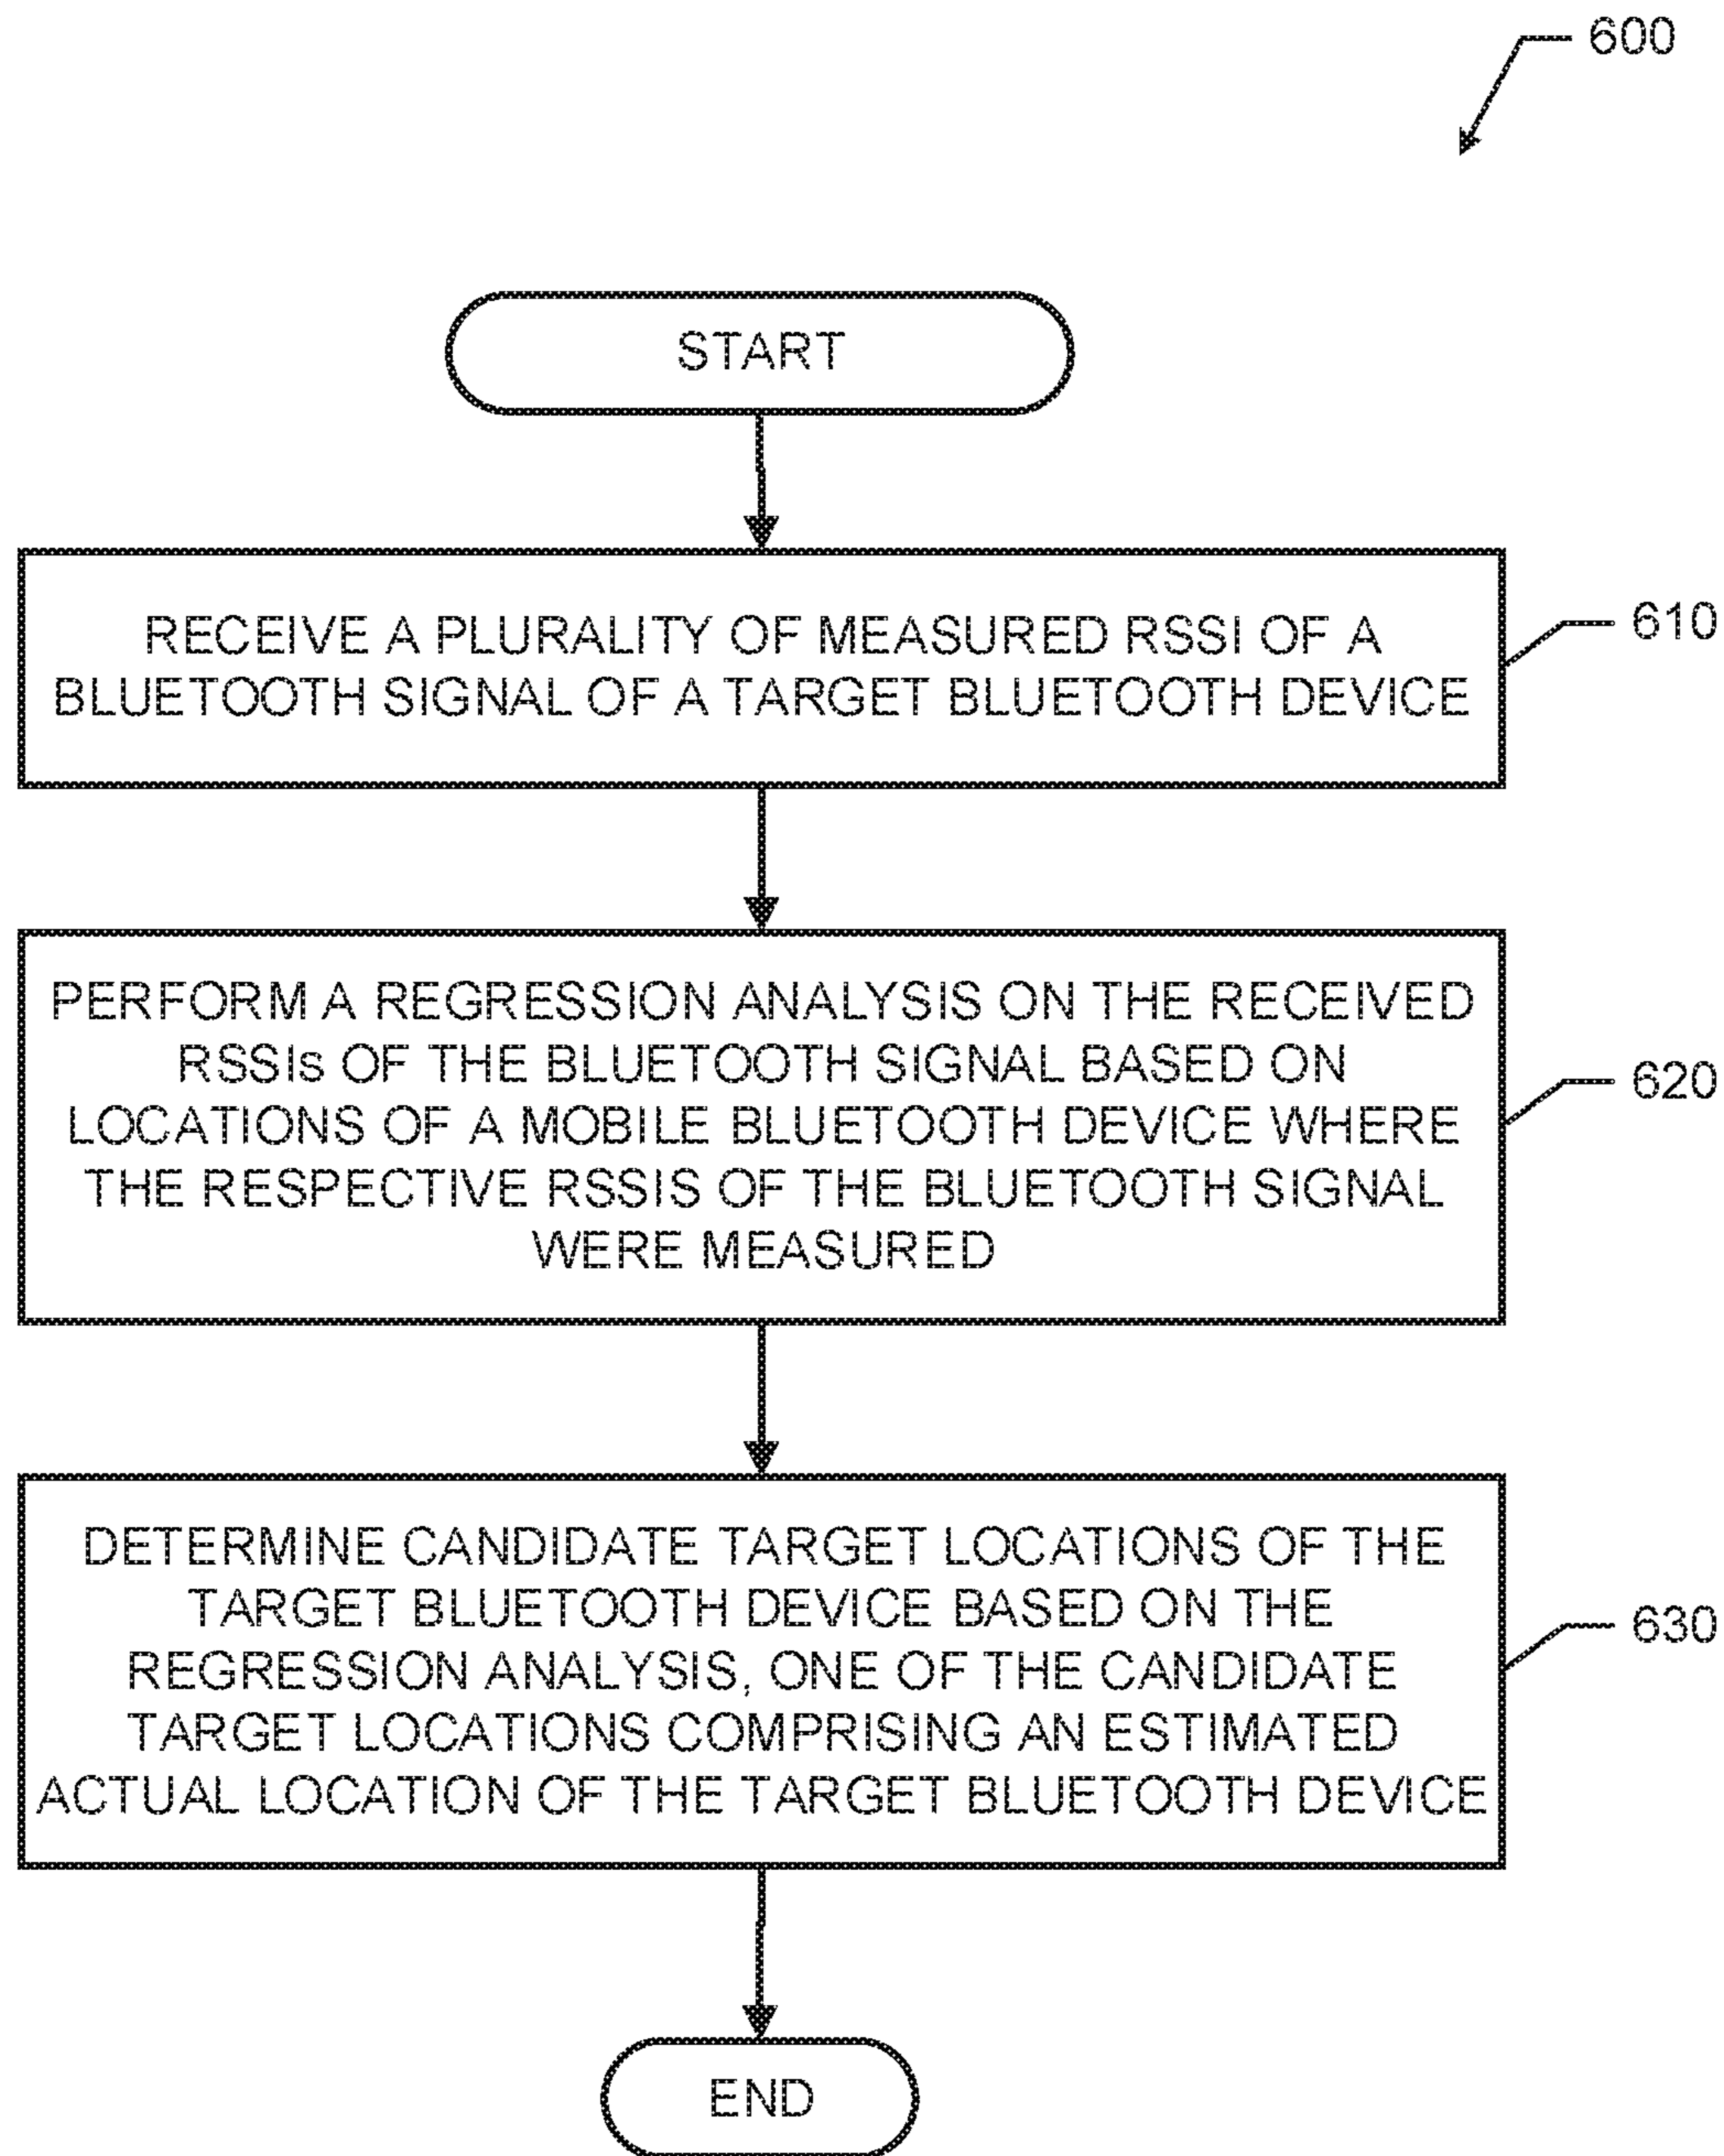 600
START
RECEIVE A PLURALITY OF MEASURED RSSI OF A
BLUETOOTH SIGNAL OF A TARGET BLUETOOTH DEVICE
610
PERFORM A REGRESSION ANALYSIS ON THE RECEIVED
RSSIs OF THE BLUETOOTH SIGNAL BASED ON
LOCATIONS OF A MOBILE BLUETOOTH DEVICE WHERE
THE RESPECTIVE RSSIS OF THE BLUETOOTH SIGNAL
WERE MEASURED
620
DETERMINE CANDIDATE TARGET LOCATIONS OF THE
TARGET BLUETOOTH DEVICE BASED ON THE
REGRESSION ANALYSIS, ONE OF THE CANDIDATE
TARGET LOCATIONS COMPRISING AN ESTIMATED
ACTUAL LOCATION OF THE TARGET BLUETOOTH DEVICE
630
END